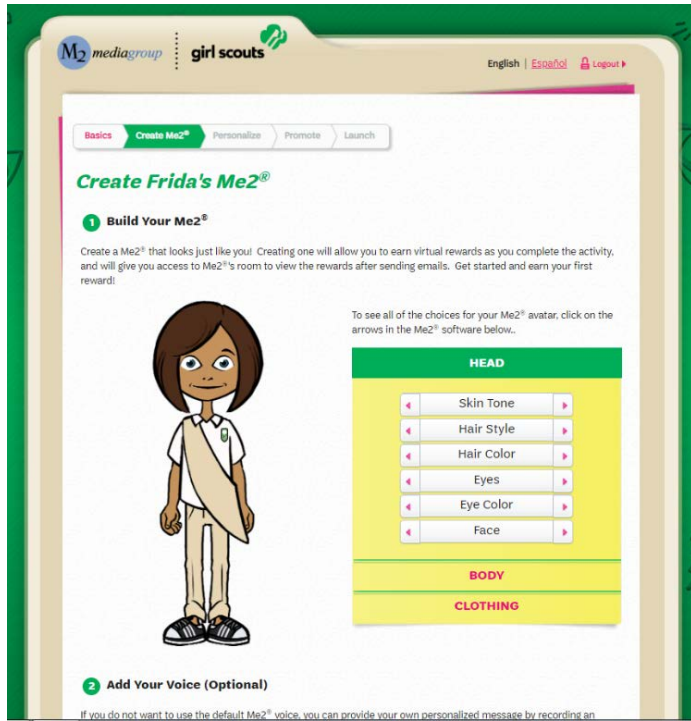 M2 mediagroup girl scouts
English | Español Logout
Basics Create Me2® Personalize Promote Launch
Create Frida's Me2®
1 Build Your Me2®
Create a Me2® that looks just like you! Creating one will allow you to earn virtual rewards as you complete the activity,
and will give you access to Me2®'s room to view the rewards after sending emails. Get started and earn your first
reward!
To see all of the choices for your Me2® avatar, click on the
arrows in the Me2® software below..
HEAD
Skin Tone
Hair Style
Hair Color
Eyes
Eye Color
Face
BODY
CLOTHING
2 Add Your Voice (Optional)
If you do not want to use the default Me2® voice, you can provide your own personalized message by recording an